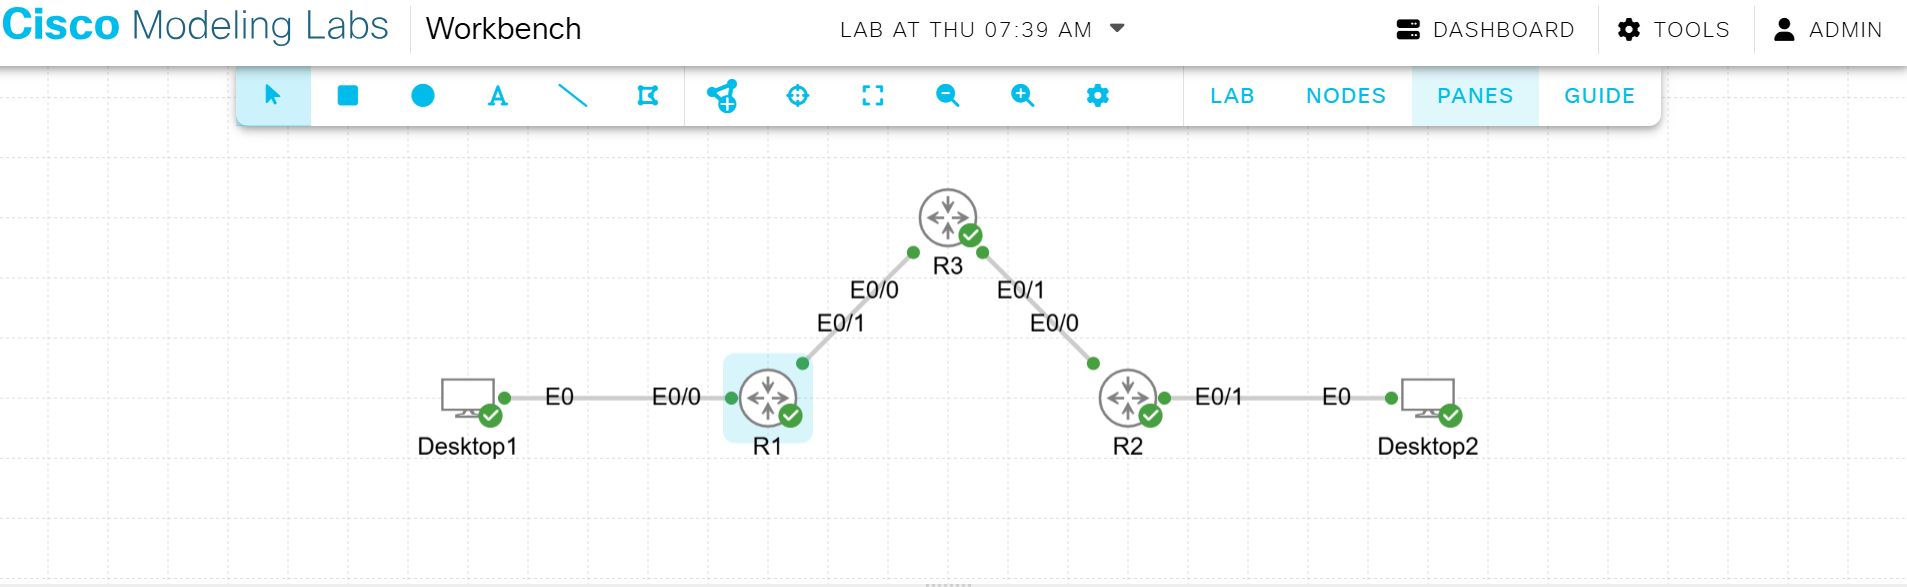 Cisco Modeling Labs Workbench LAB AT THU 07:39 AM DASHBOARD TOOLS ADMIN
A LAB NODES PANES GUIDE
R3
E0/0 E0/1
E0/1 E0/0
E0 E0/0 E0/1 E0
Desktop1 R1 R2 Desktop2